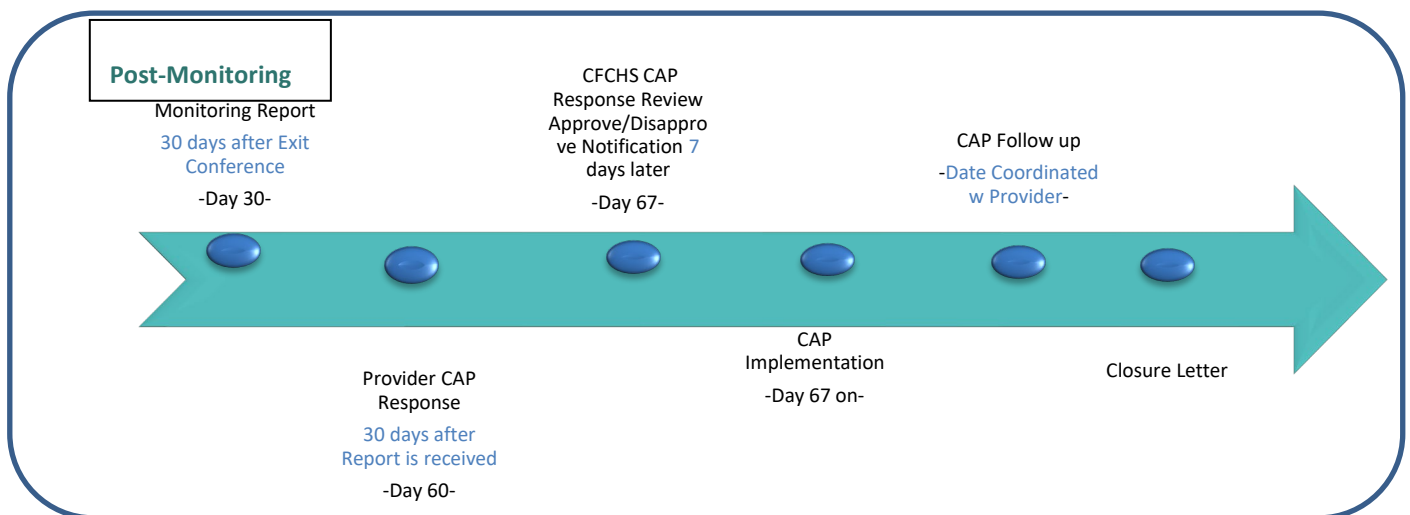 Post-Monitoring
Monitoring Report
30 days after Exit
Conference
-Day 30-
Provider CAP
Response
30 days after
Report is received
-Day 60-
CFCHS CAP
Response Review
Approve/Disappro
ve Notification 7
days later
-Day 67-
CAP
Implementation
-Day 67 on-
CAP Follow up
-Date Coordinated
w Provider-
Closure Letter